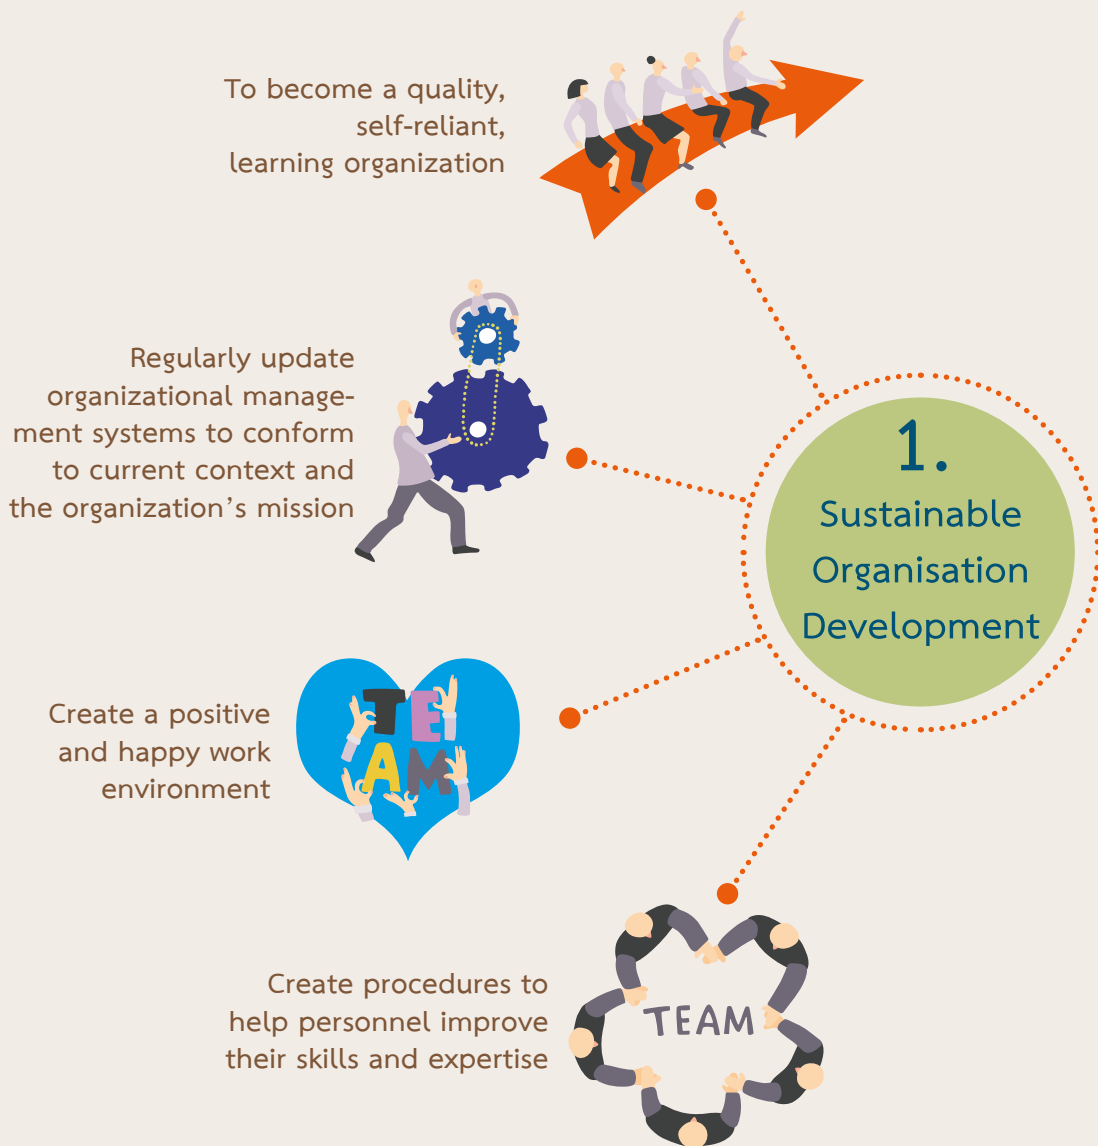 To become a quality,
self-reliant,
learning organization
Regularly update
organizational manage-
ment systems to conform
to current context and
the organization's mission
1.
Sustainable
Organisation
Development
Create a positive
and happy work
environment
TE
AM
Create procedures to
help personnel improve
their skills and expertise
TEAM